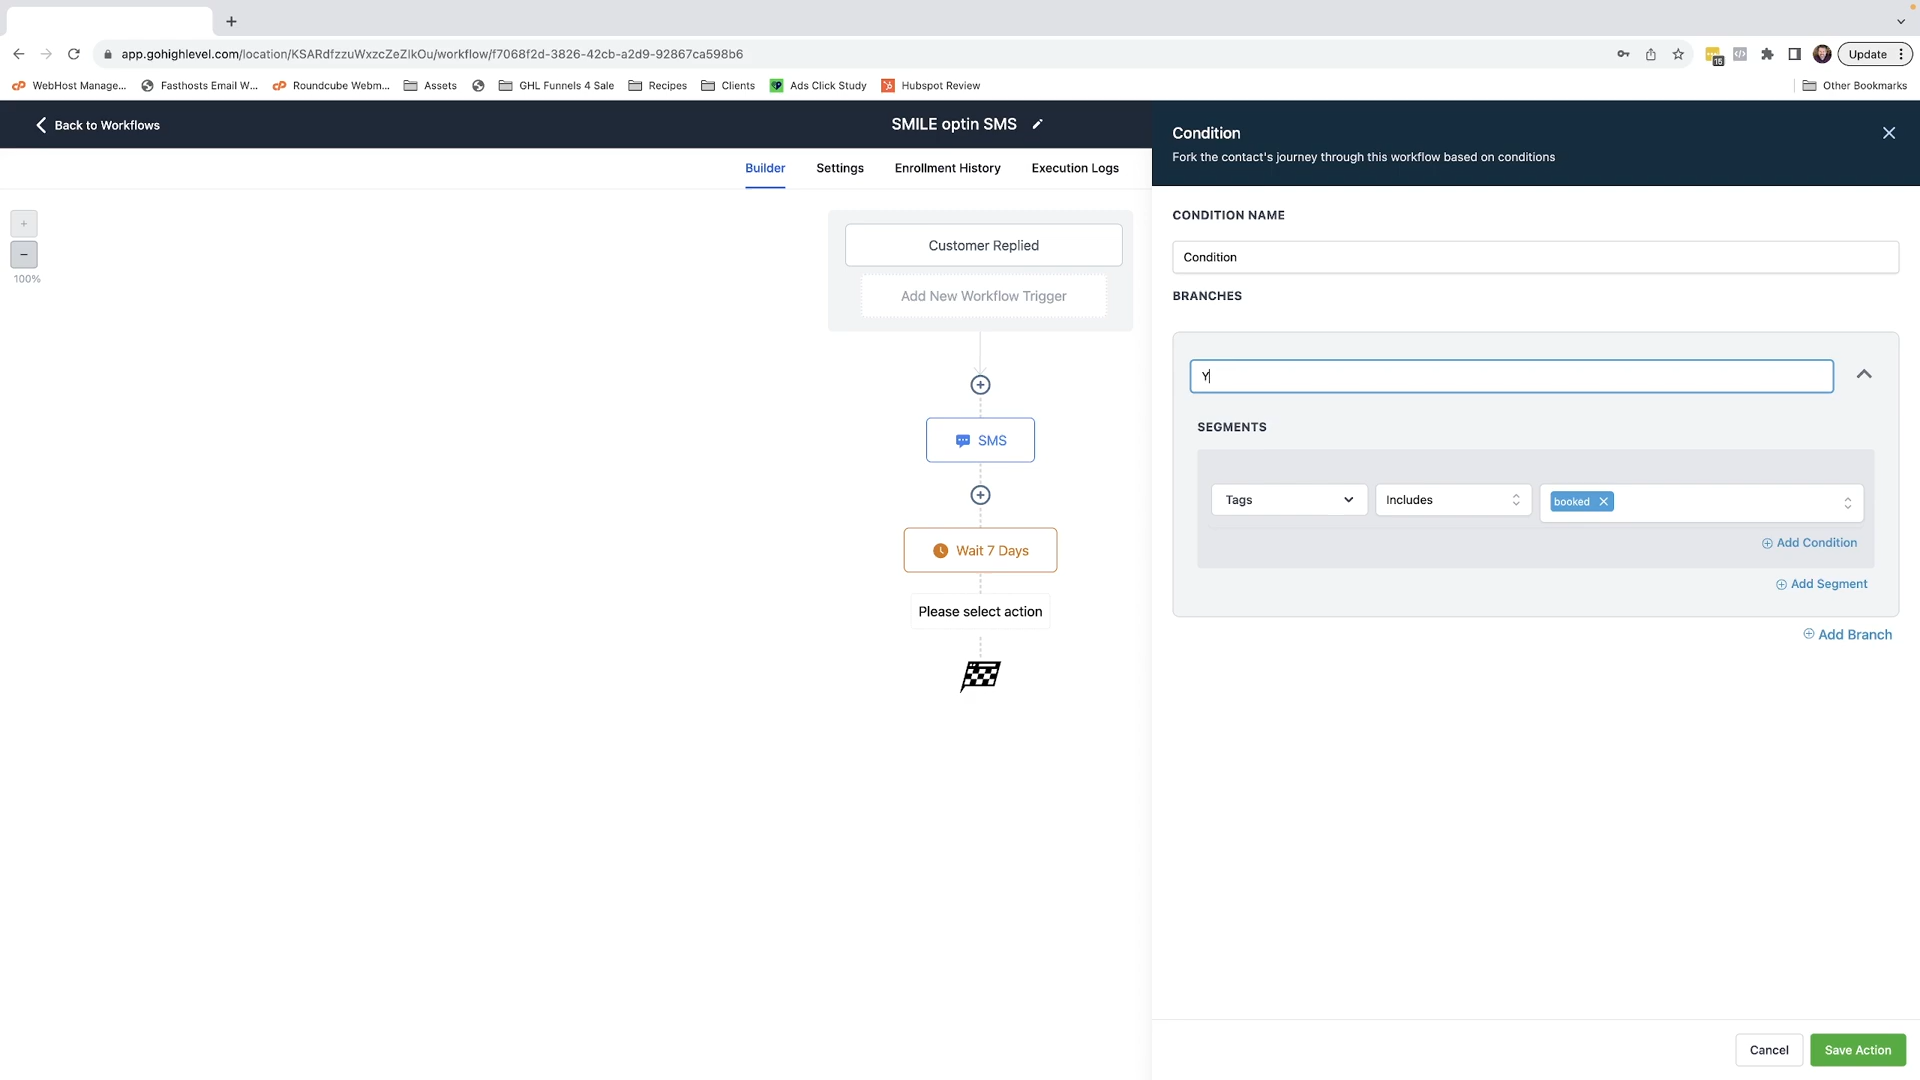 app.gohighlevel.com/location/KSARdfzzuWxzcZeZlkOu/workflow/f7068f2d-3826-42cb-a2d9-92867ca598b6
15
Update
WebHost Manage...
Fasthosts Email W...
Roundcube Webm...
Assets
GHL Funnels 4 Sale
Recipes
Clients
Ads Click Study
Hubspot Review
Other Bookmarks
Back to Workflows
SMILE optin SMS
Builder
Settings
Enrollment History
Execution Logs
100%
Customer Replied
Add New Workflow Trigger
SMS
Wait 7 Days
Please select action
Condition
Fork the contact's journey through this workflow based on conditions
CONDITION NAME
Condition
BRANCHES
Y
SEGMENTS
Tags
Includes
booked
Add Condition
Add Segment
Add Branch
Cancel
Save Action